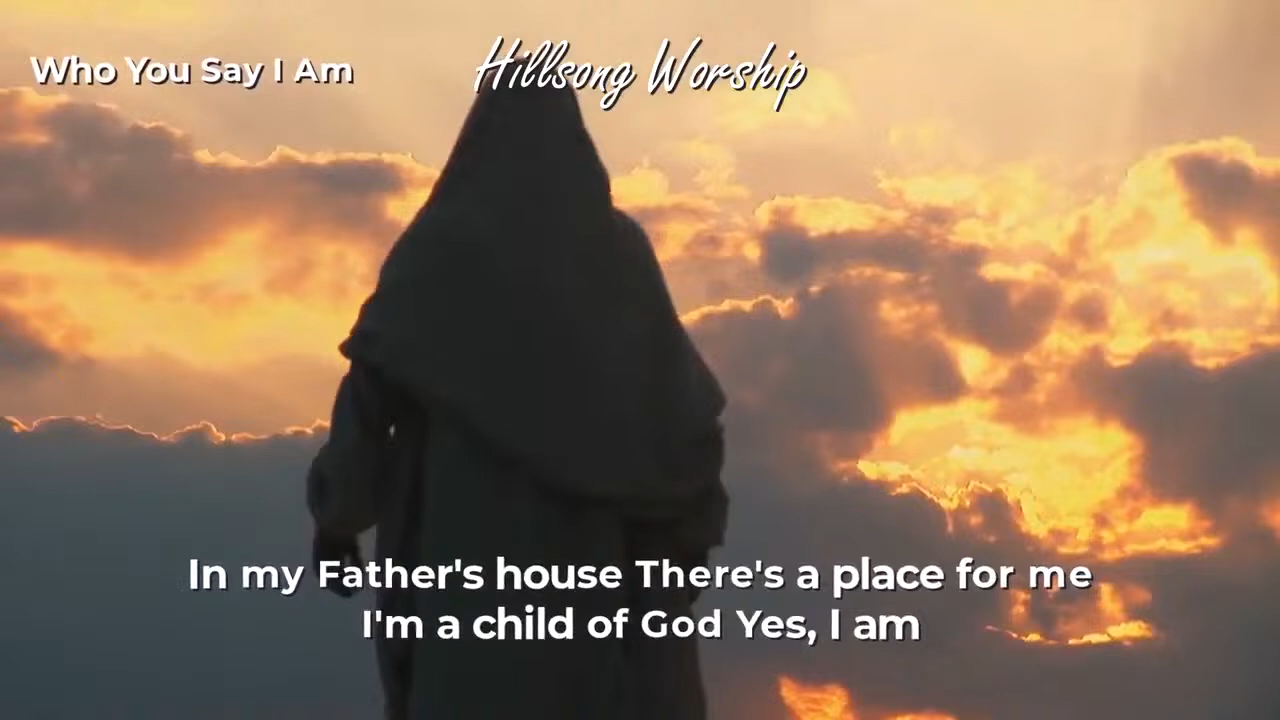 Who You Say I Am
Hillsong Worship
In my Father's house There's a place for me
I'm a child of God Yes, I am